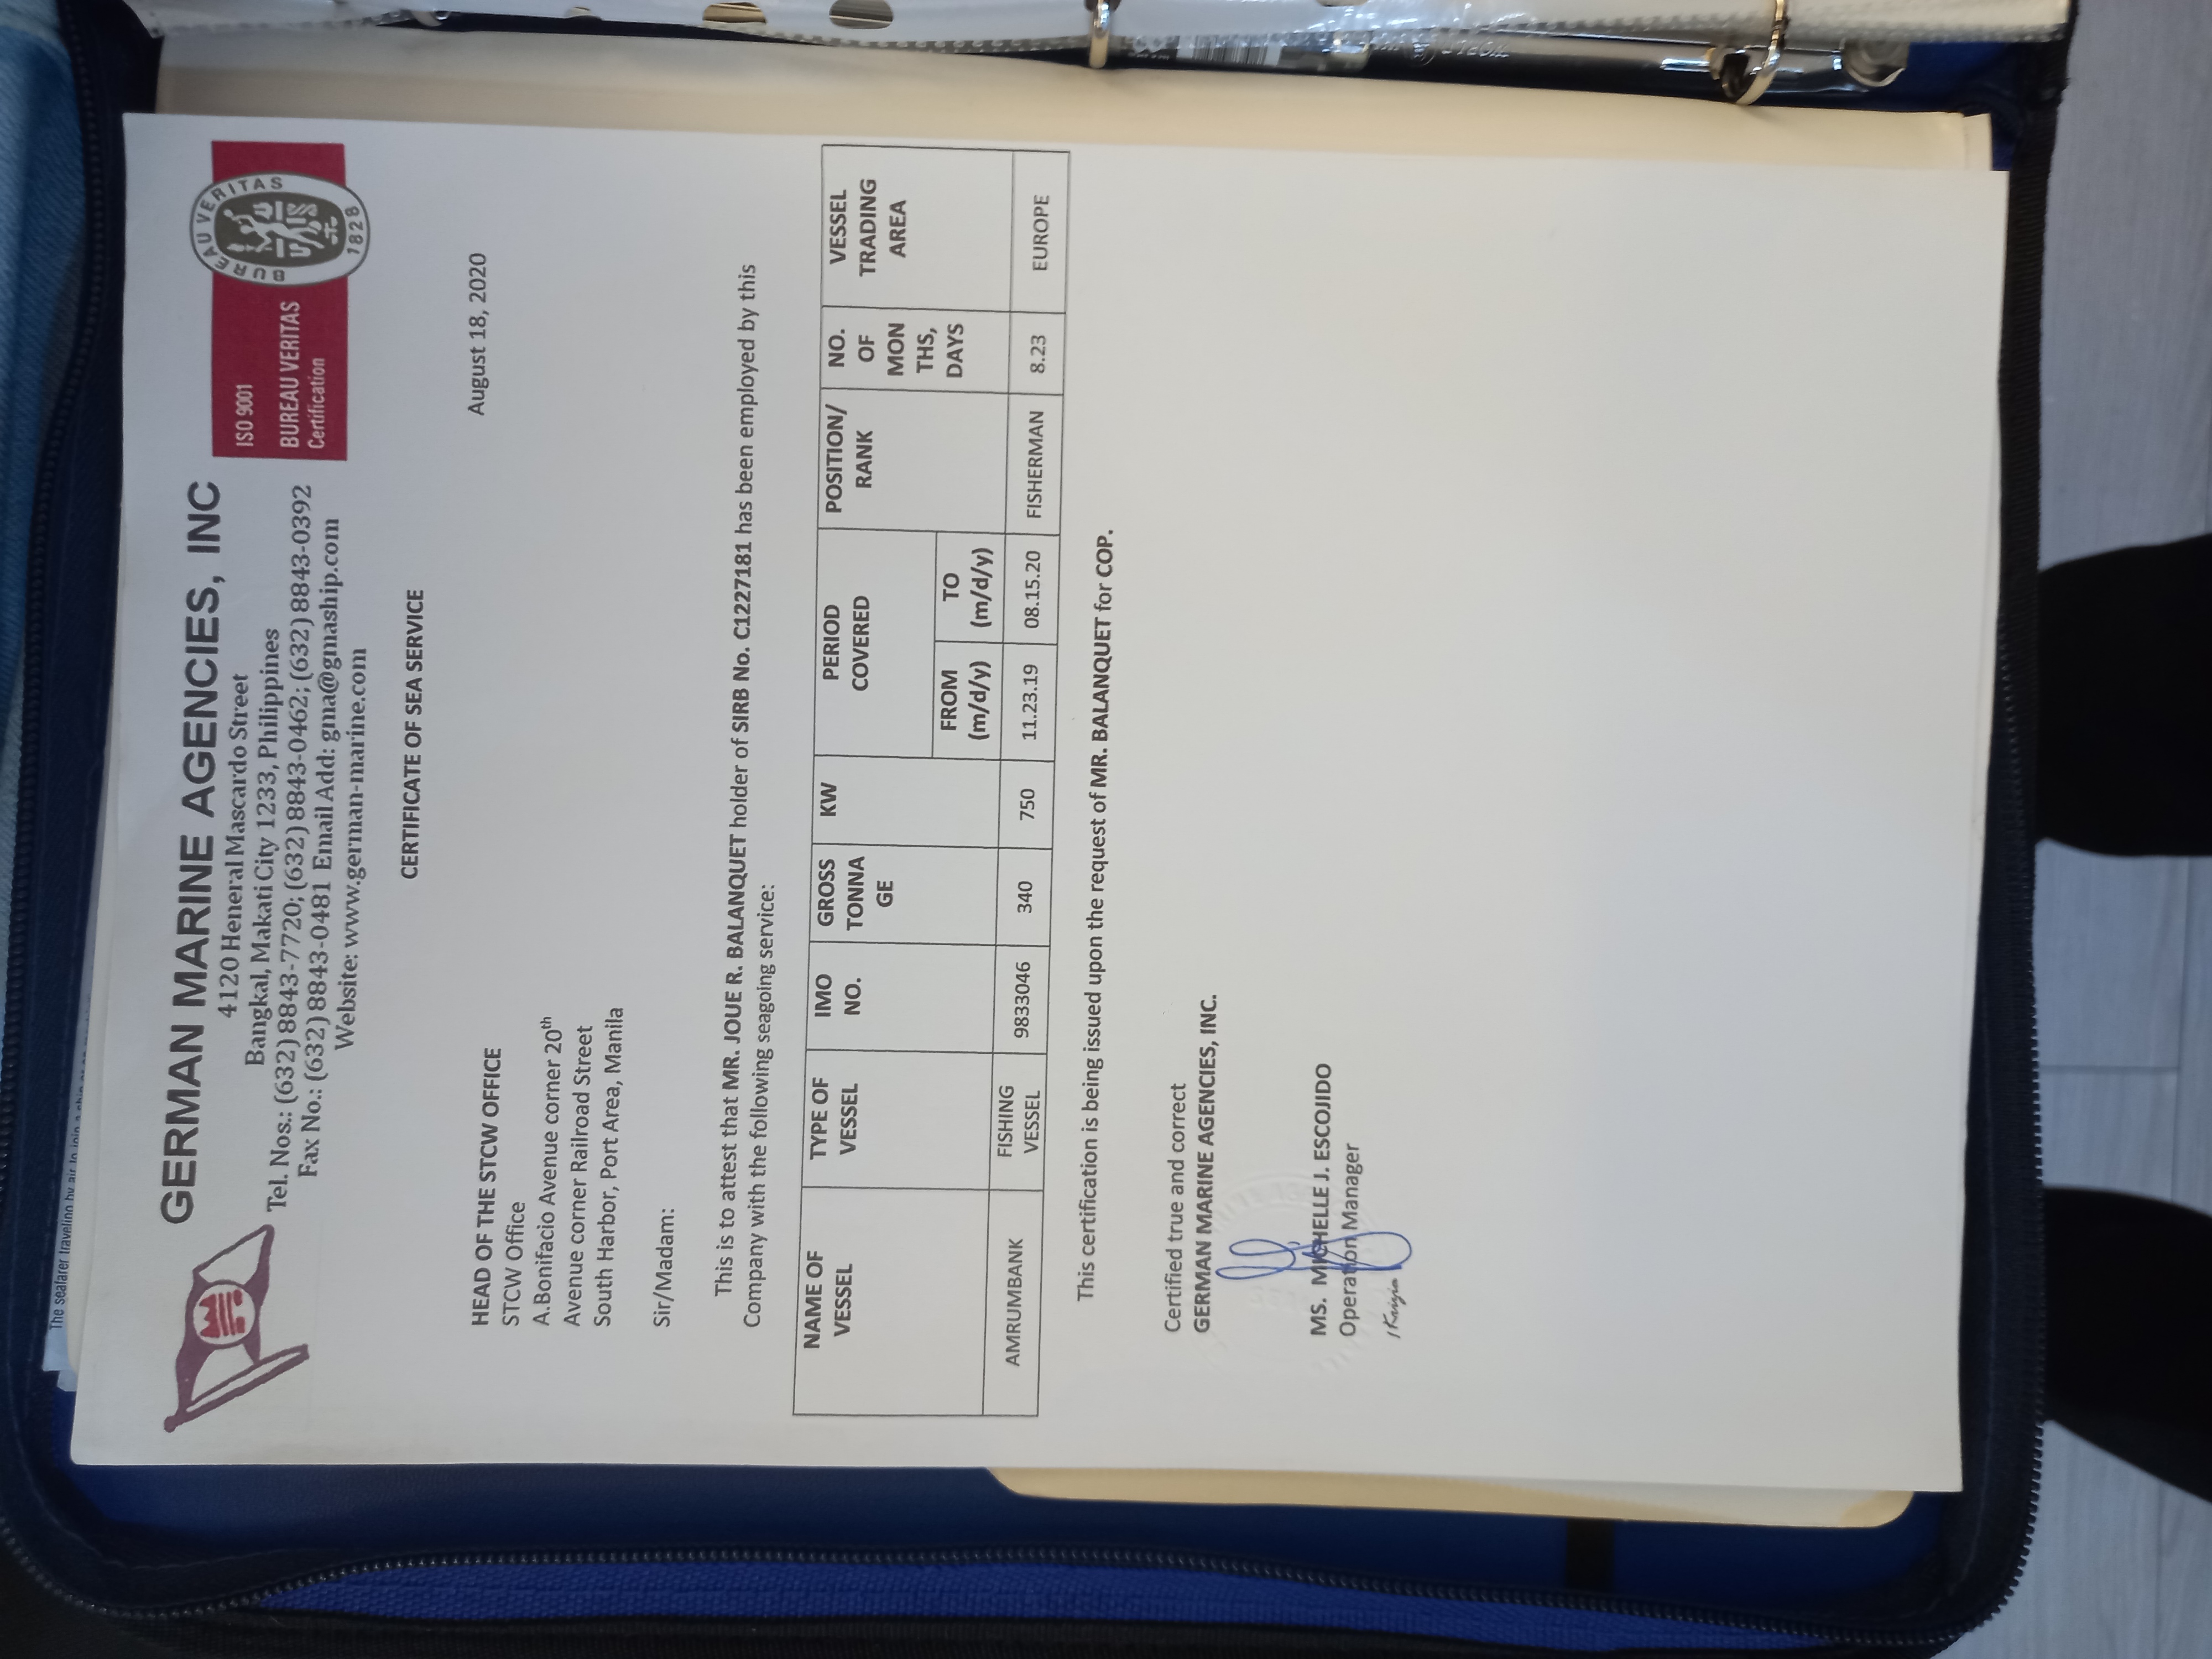 The seafarer traveling by air to join a ship
GERMAN MARINE AGENCIES, INC
4120 Heneral Mascardo Street
Bangkal, Makati City 1233, Philippines
Tel. Nos.: (632) 8843-7720; (632) 8843-0462; (632) 8843-0392
Fax No.: (632) 8843-0481 Email Add: gma@gmaship.com
Website: www.german-marine.com
ISO 9001
BUREAU VERITAS
Certification
BUREAU VERITAS
1828
CERTIFICATE OF SEA SERVICE
August 18, 2020
HEAD OF THE STCW OFFICE
STCW Office
A.Bonifacio Avenue corner 20th
Avenue corner Railroad Street
South Harbor, Port Area, Manila
Sir/Madam:
This is to attest that MR. JOUE R. BALANQUET holder of SIRB No. C1227181 has been employed by this
Company with the following seagoing service:
NAME OF
VESSEL
TYPE OF
VESSEL
IMO
NO.
GROSS
TONNA
GE
KW
PERIOD
COVERED
FROM
(m/d/y)
TO
(m/d/y)
POSITION/
RANK
NO.
OF
MON
THS,
DAYS
VESSEL
TRADING
AREA
AMRUMBANK
FISHING
VESSEL
9833046
340
750
11.23.19
08.15.20
FISHERMAN
8.23
EUROPE
This certification is being issued upon the request of MR. BALANQUET for COP.
Certified true and correct
GERMAN MARINE AGENCIES, INC.
MS. MICHELLE J. ESCOJIDO
Operation Manager